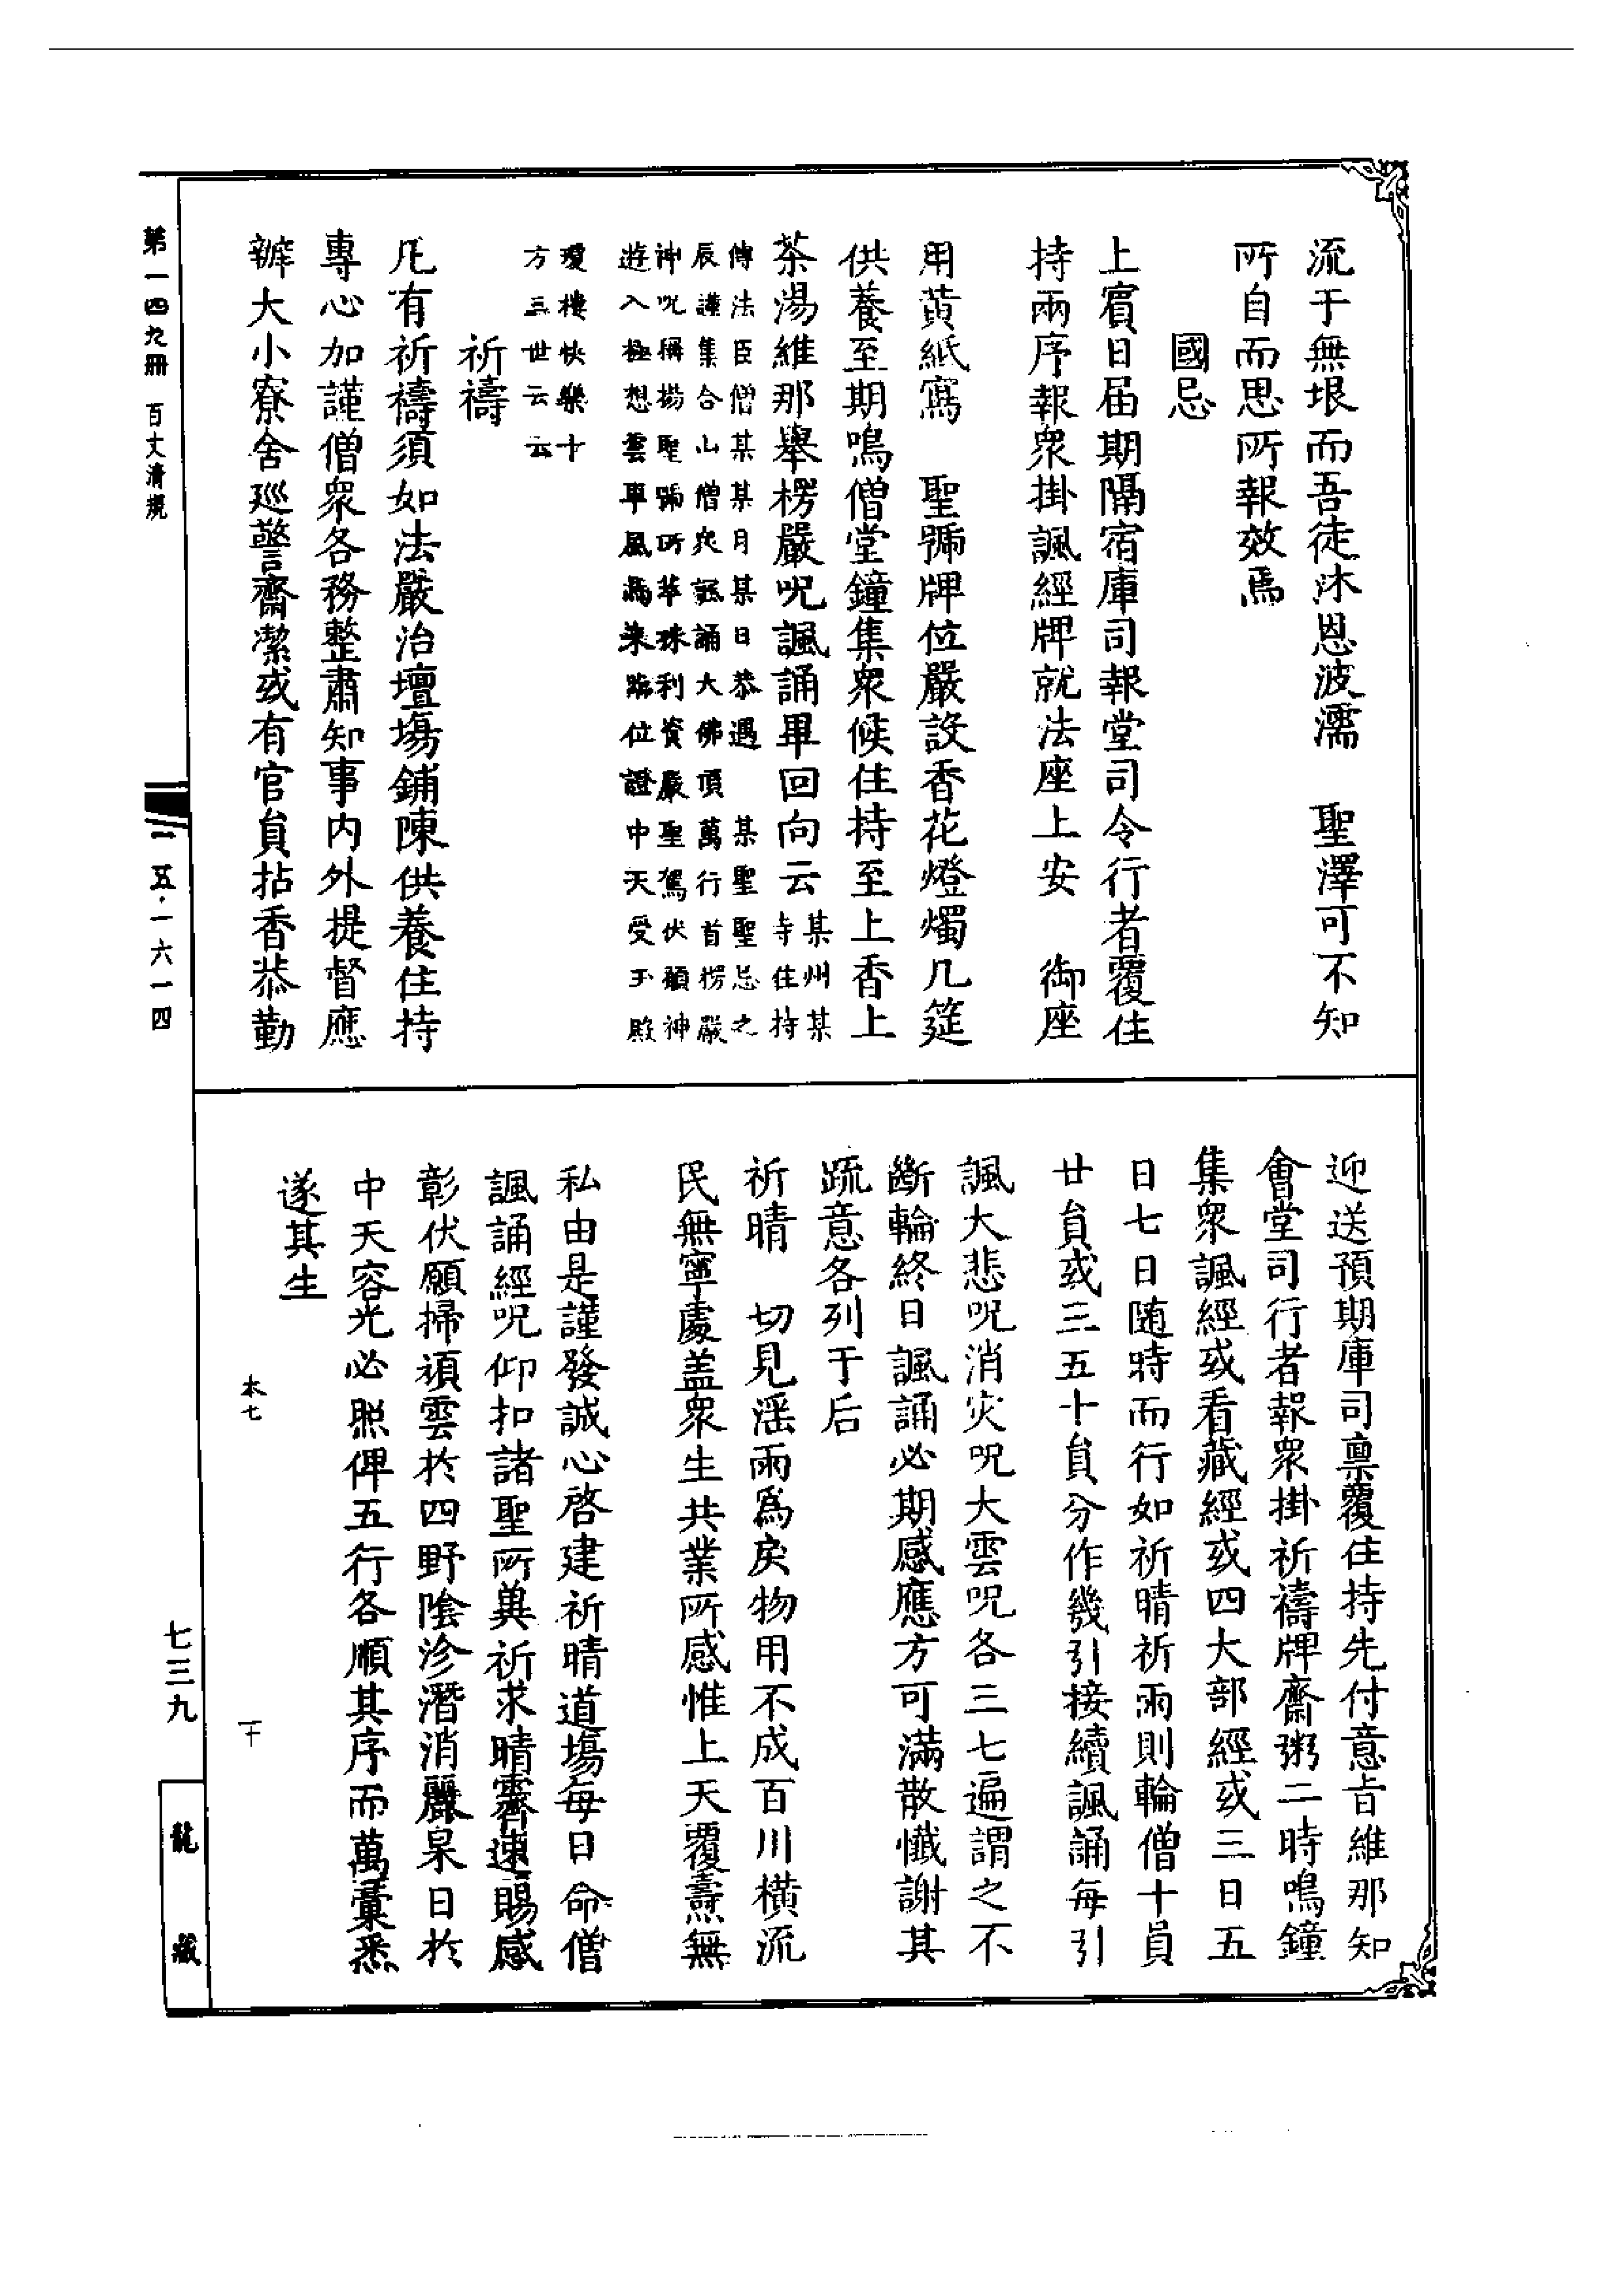 流于無垠而吾徒沐恩波濡　聖澤可不知
所自而思所報效焉
國忌
上賓日届期隔宿庫司報堂司令行者覆住
持兩序報衆掛諷經牌就法座上安　御座
用黄紙寫　聖號牌位嚴設香花燈燭几筵
供養至期鳴僧堂鐘集衆候住持至上香上
茶湯維那舉楞嚴呪諷誦畢回向云某州某
寺住持
傳法臣僧某某月某日恭遇　某聖聖忌之
辰謹集合山僧衆諷誦大佛頂萬行首楞嚴
神呪稱揚聖號所萃殊利資嚴聖駕伏願神
遊八極想雲車風馬來臨位證中天受玉殿
瓊樓快樂十
方三世云云
祈禱
凡有祈禱須如法嚴治壇塲鋪陳供養住持
專心加謹僧衆各務整肅知事内外提督應
辦大小寮舍廵警齋潔或有官員拈香恭勤
迎送預期庫司禀覆住持先付意㫖維那知
會堂司行者報衆掛祈禱牌齋粥二時鳴鐘
集衆諷經或看藏經或四大部經或三日五
日七日随時而行如祈晴祈雨則輪僧十員
廿員或三五十員分作幾引接續諷誦每引
諷大悲呪消灾呪大雲呪各三七遍謂之不
斷輪終日諷誦必期感應方可滿散懺謝其
疏意各列于后
祈晴　切見滛雨為戾物用不成百川橫流
民無寧處盖衆生共業所感惟上天覆燾無
私由是謹發誠心啓建祈晴道塲每日命僧
諷誦經呪仰扣諸聖所兾祈求晴霽速賜感
彰伏願掃頑雲於四野陰沴潛消麗杲日於
中天容光必照俾五行各順其序而萬彙悉
遂其生
本七
第一四九册　百丈清規
一五·一六一四
七三九
龍藏